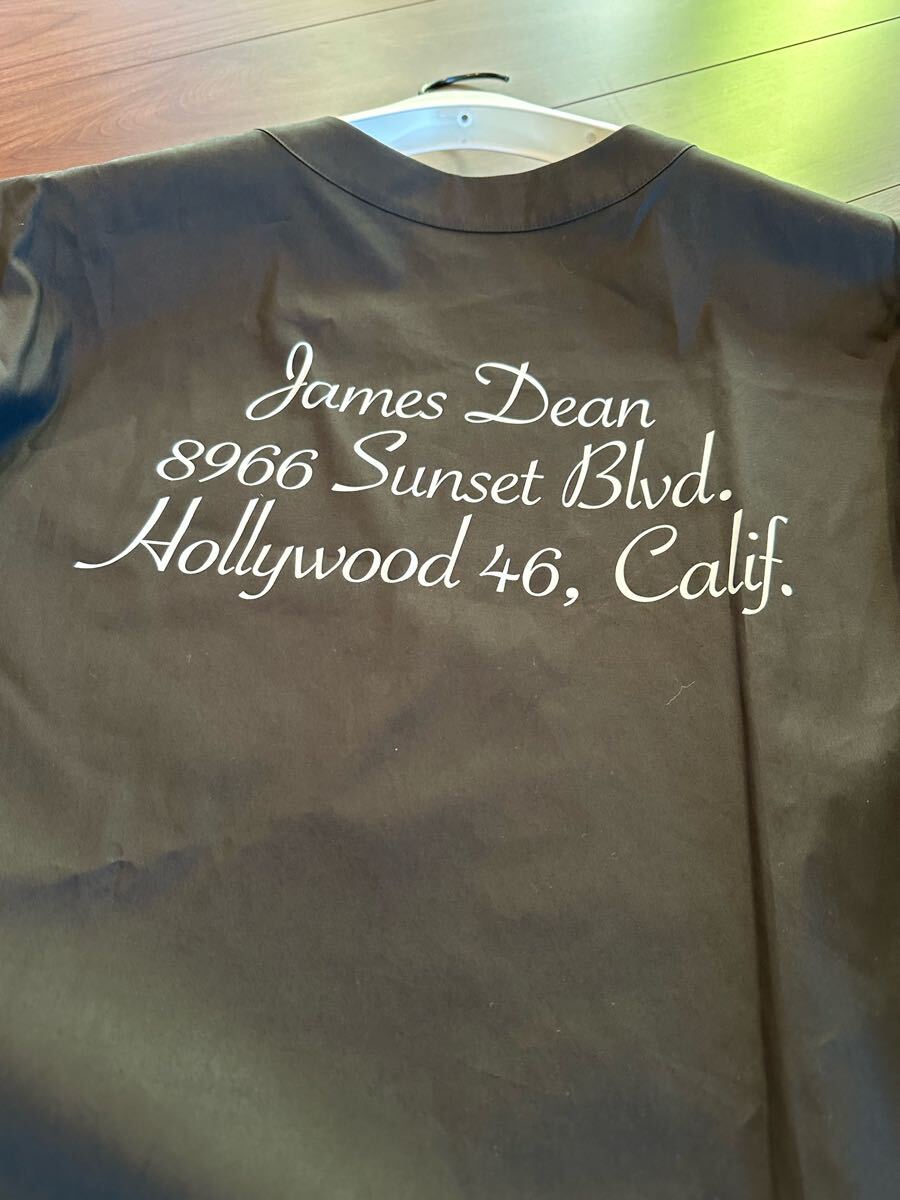 James Dean
8966 Sunset Blvd.
Hollywood 46, Calif.